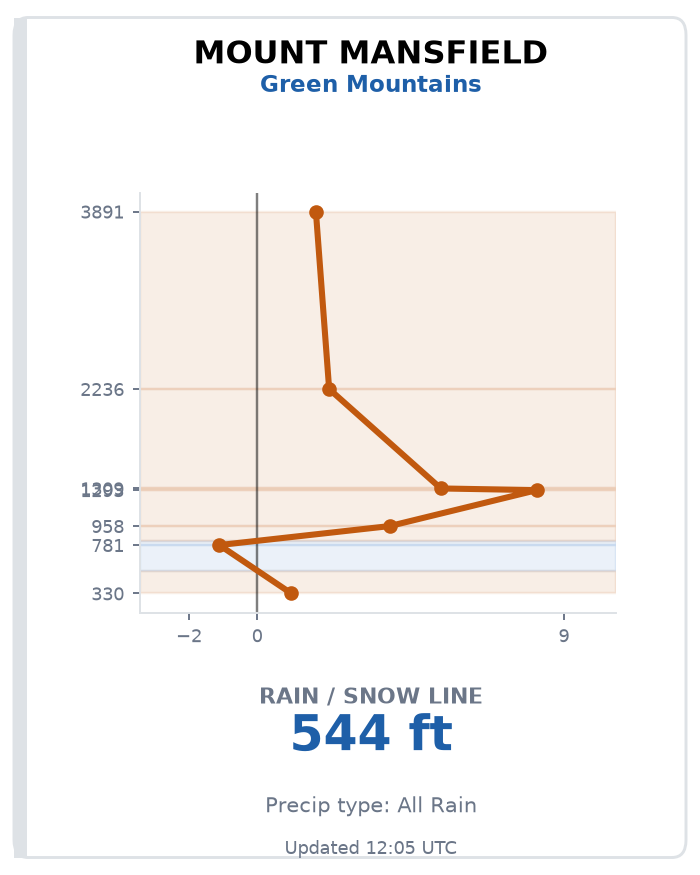 MOUNT MANSFIELD
Green Mountains
3891
2236
1399
958
781
330
−2 0 9
RAIN / SNOW LINE
544 ft
Precip type: All Rain
Updated 12:05 UTC